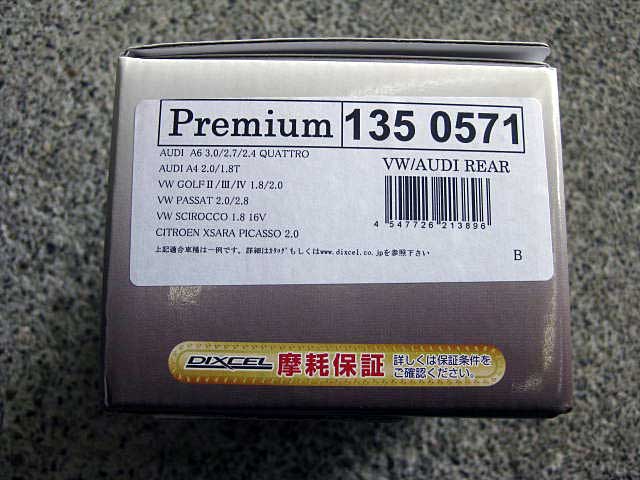 Premium 135 0571
AUDI A6 3.0/2.7/2.4 QUATTRO
AUDI A4 2.0/1.8T
VW GOLFⅡ/Ⅲ/Ⅳ 1.8/2.0
VW PASSAT 2.0/2.8
VW SCIROCCO 1.8 16V
CITROEN XSARA PICASSO 2.0
上記適合車種は一例です。詳細はｶﾀﾛｸﾞもしくはwww.dixcel.co.jpを参照下さい
VW/AUDI REAR
4 547726 213896
B
DIXCEL 摩耗保証
詳しくは保証条件を
ご確認ください。